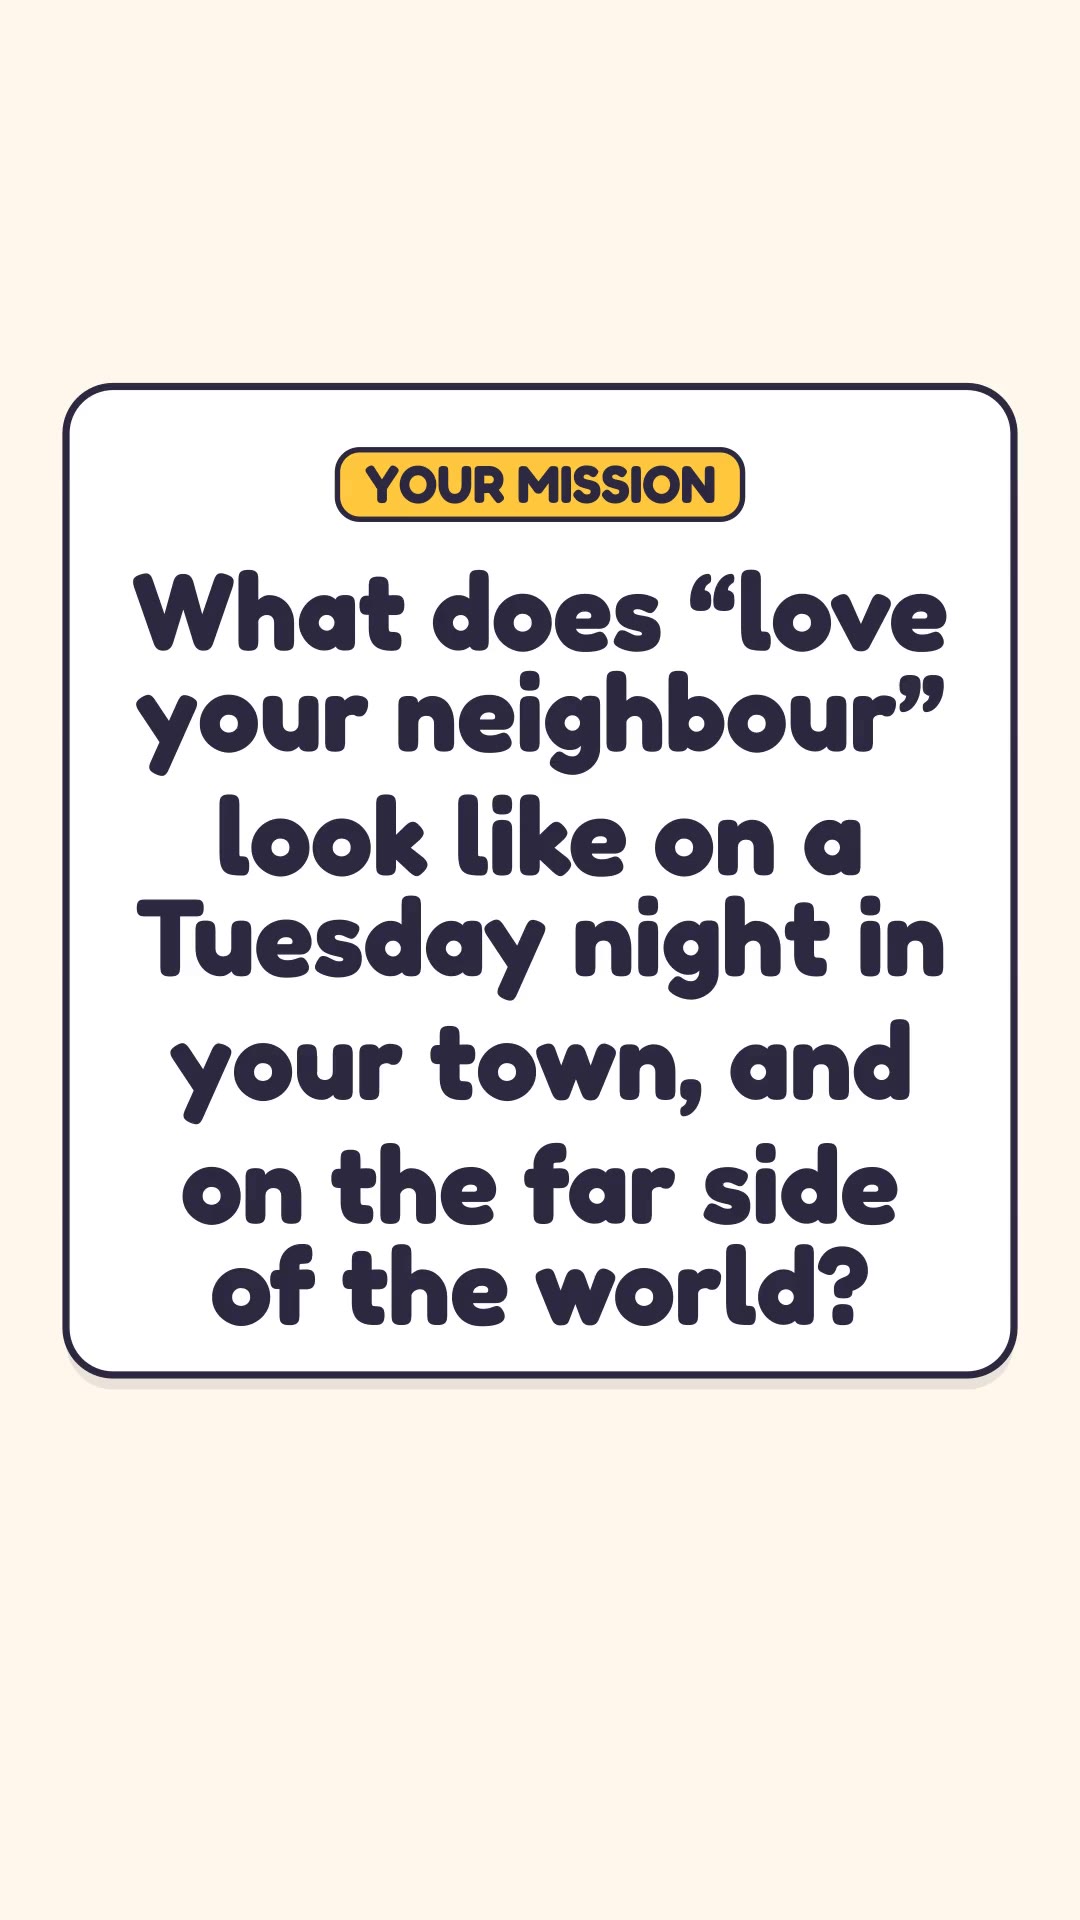 YOUR MISSION
What does “love
your neighbour”
look like on a
Tuesday night in
your town, and
on the far side
of the world?